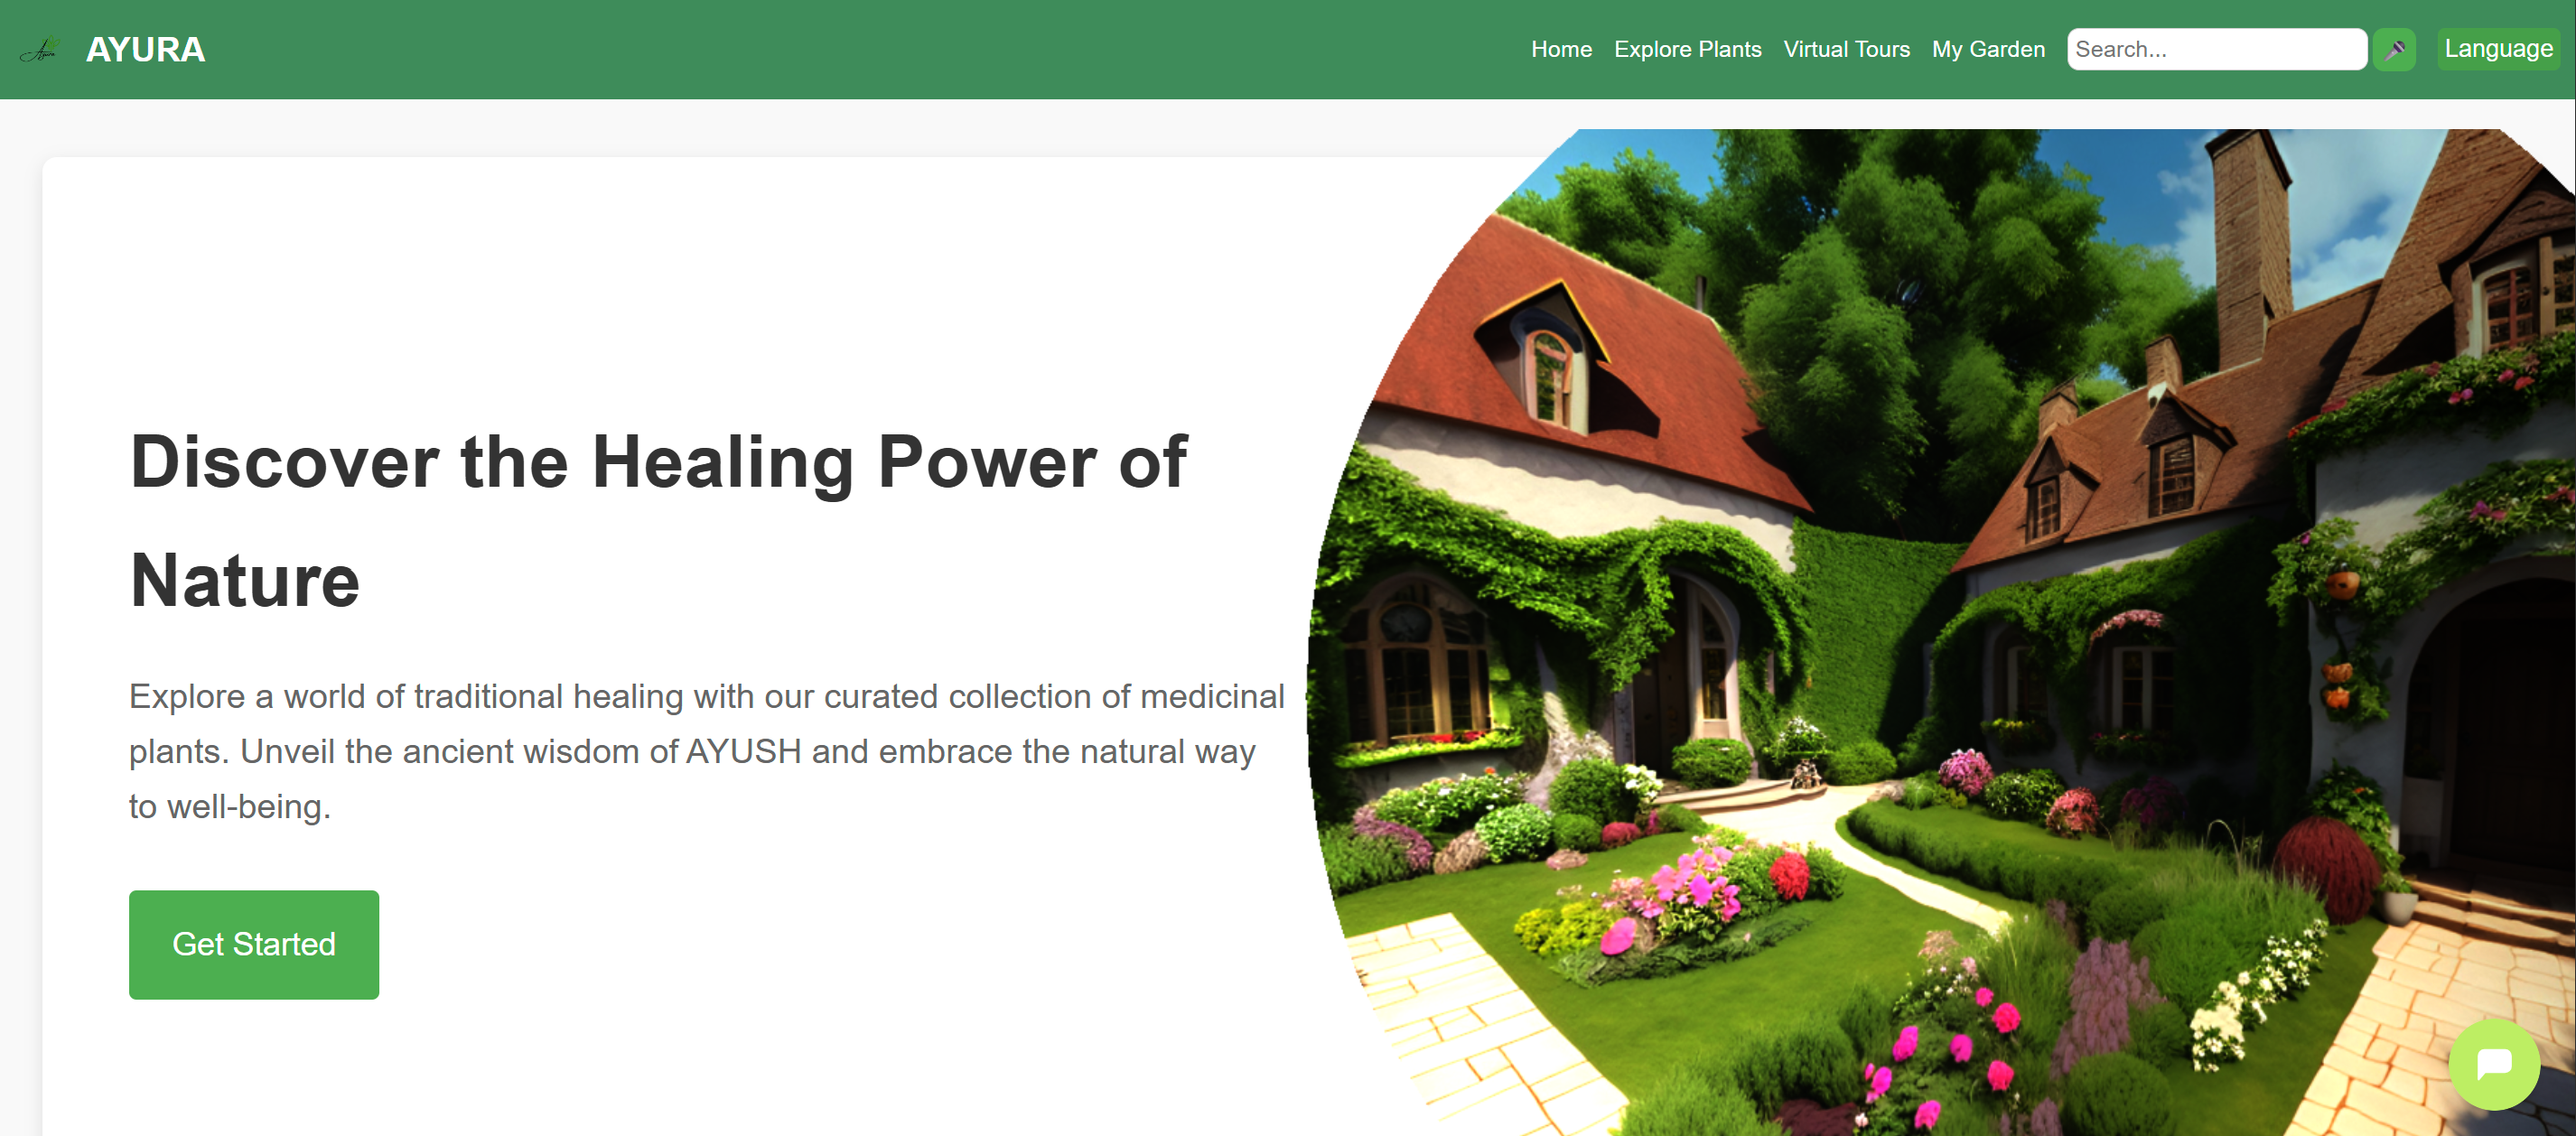 Ayura
AYURA
Home
Explore Plants
Virtual Tours
My Garden
Search...
Language
Discover the Healing Power of
Nature
Explore a world of traditional healing with our curated collection of medicinal
plants. Unveil the ancient wisdom of AYUSH and embrace the natural way
to well-being.
Get Started